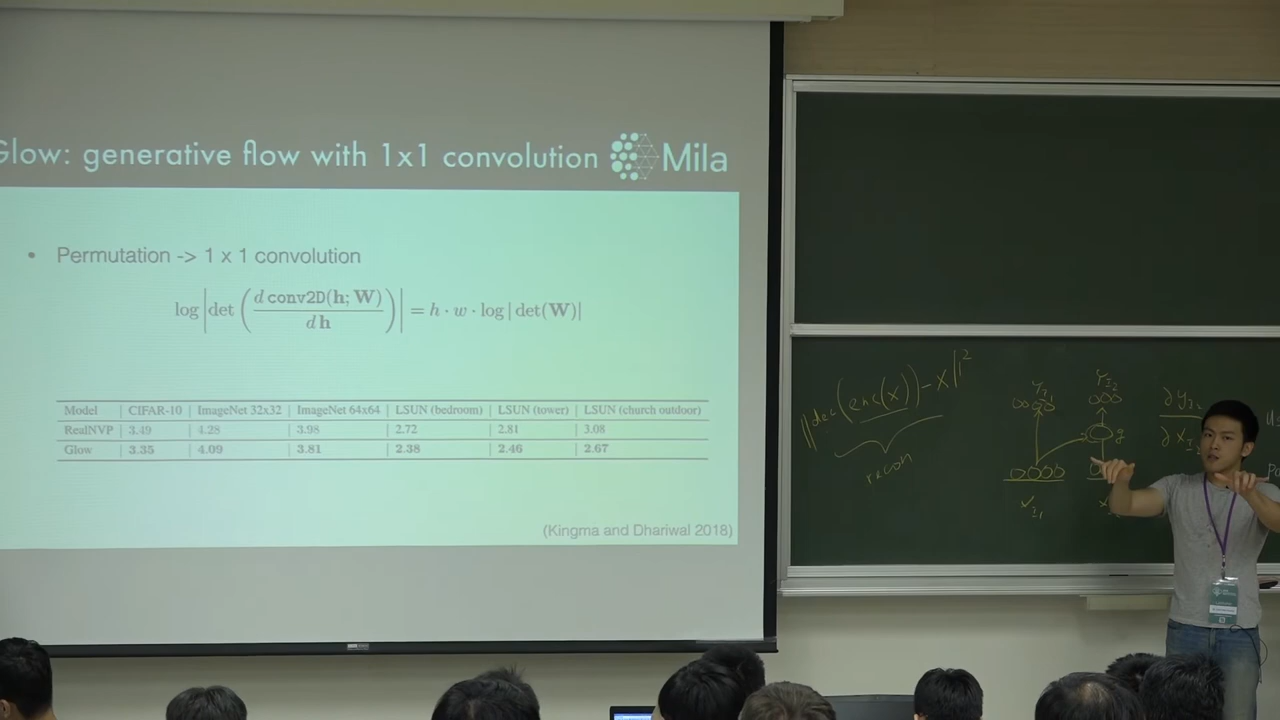 Glow: generative flow with 1x1 convolution Mila
• Permutation -> 1 x 1 convolution
log|det(d conv2D(h; W) / d h)| = h · w · log | det(W)|
Model | CIFAR-10 | ImageNet 32x32 | ImageNet 64x64 | LSUN (bedroom) | LSUN (tower) | LSUN (church outdoor)
RealNVP | 3.49 | 4.28 | 3.98 | 2.72 | 2.81 | 3.08
Glow | 3.35 | 4.09 | 3.81 | 2.38 | 2.46 | 2.67
(Kingma and Dhariwal 2018)
||dec(enc(x)) - x||²
recon